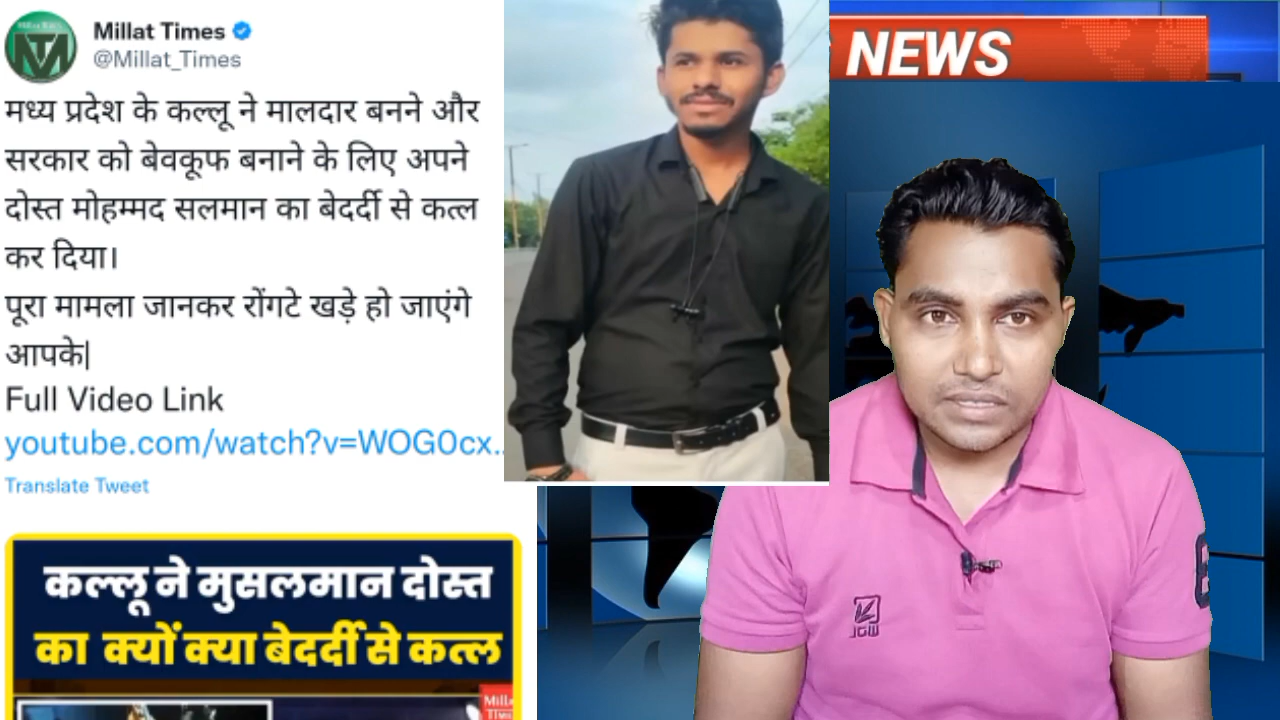 Millat Times
@Millat_Times
मध्य प्रदेश के कल्लू ने मालदार बनने और
सरकार को बेवकूफ बनाने के लिए अपने
दोस्त मोहम्मद सलमान का बेदर्दी से कत्ल
कर दिया।
पूरा मामला जानकर रोंगटे खड़े हो जाएंगे
आपके|
Full Video Link
youtube.com/watch?v=WOG0cx..
Translate Tweet
कल्लू ने मुसलमान दोस्त
का क्यों क्या बेदर्दी से कत्ल
NEWS
JGW